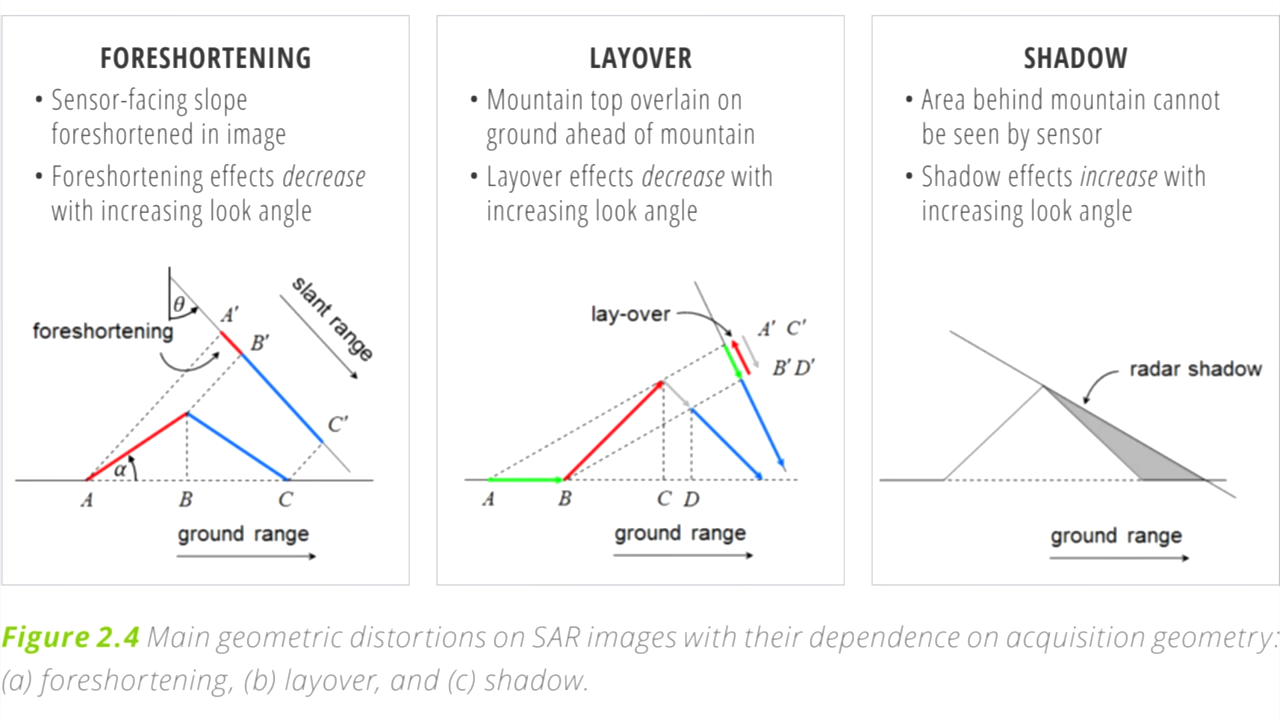 FORESHORTENING
• Sensor-facing slope
foreshortened in image
• Foreshortening effects decrease
with increasing look angle
θ
A′
B′
C′
slant range
foreshortening
α
A B C
ground range
LAYOVER
• Mountain top overlain on
ground ahead of mountain
• Layover effects decrease with
increasing look angle
lay-over
A′ C′
B′ D′
A B C D
ground range
SHADOW
• Area behind mountain cannot
be seen by sensor
• Shadow effects increase with
increasing look angle
radar shadow
ground range
Figure 2.4 Main geometric distortions on SAR images with their dependence on acquisition geometry:
(a) foreshortening, (b) layover, and (c) shadow.